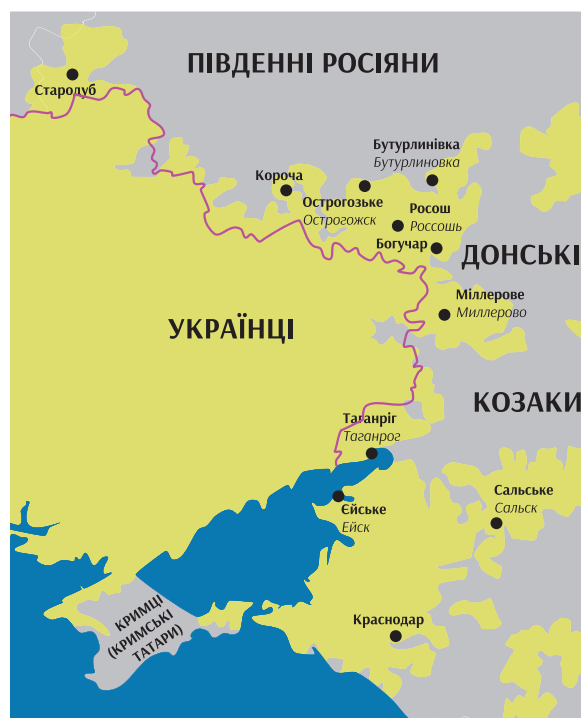 ПІВДЕННІ РОСІЯНИ
Стародуб
Бутурлинівка
Бутурлиновка
Короча
Острогозьке
Острогожск
Росош
Россошь
Богучар
ДОНСЬКІ
Міллерове
Миллерово
УКРАЇНЦІ
КОЗАКИ
Таганріг
Таганрог
Єйське
Ейск
Сальське
Сальск
КРИМЦІ
(КРИМСЬКІ
ТАТАРИ)
Краснодар